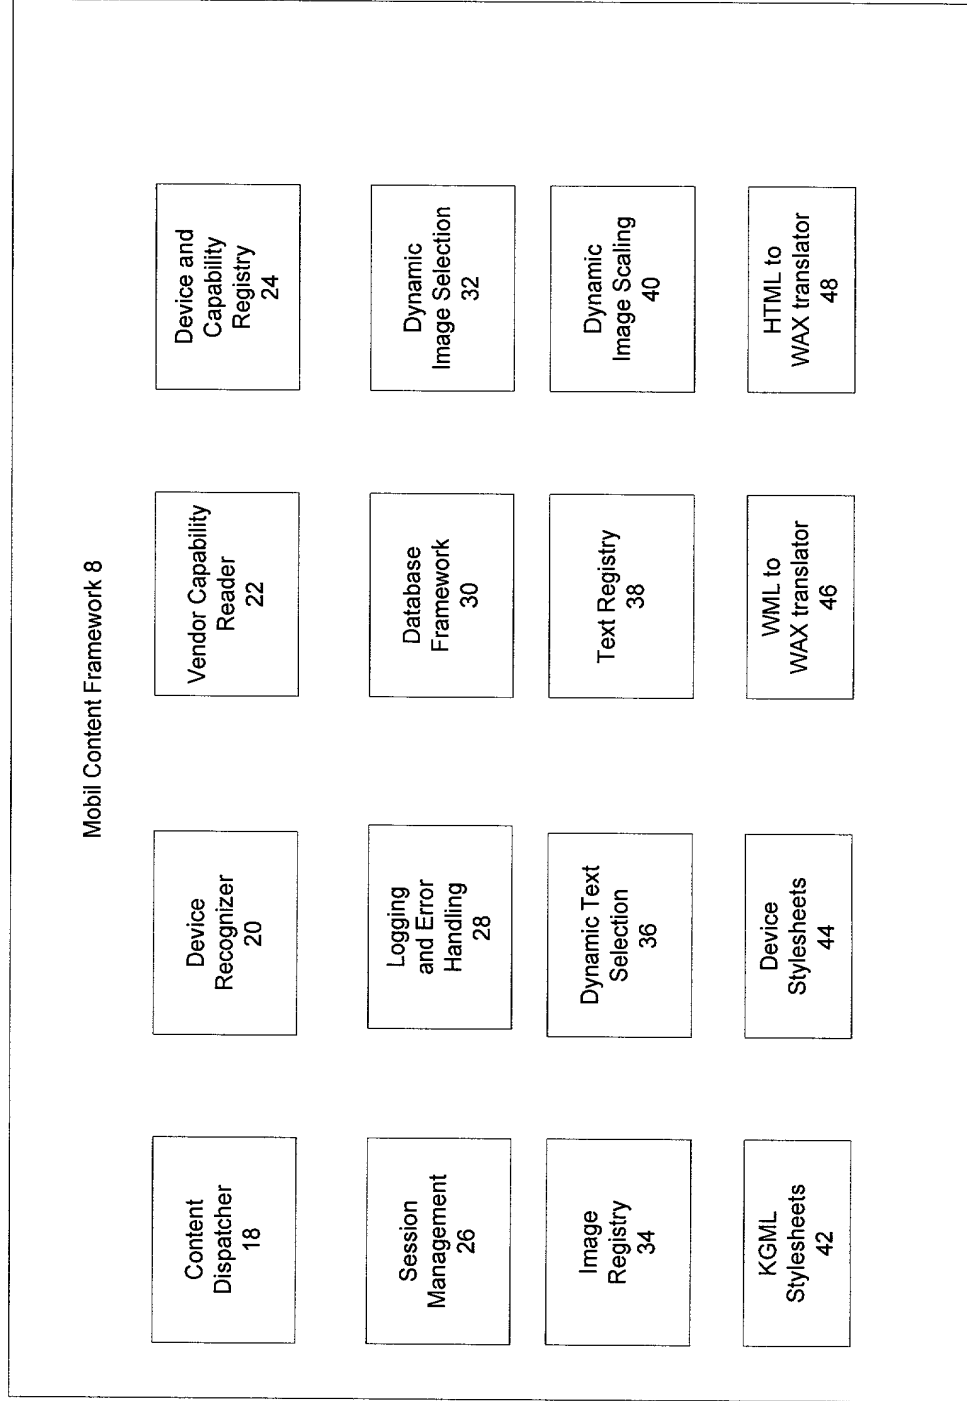 Mobil Content Framework 8
Content
Dispatcher
18
Device
Recognizer
20
Vendor Capability
Reader
22
Device and
Capability
Registry
24
Session
Management
26
Logging
and Error
Handling
28
Database
Framework
30
Dynamic
Image Selection
32
Image
Registry
34
Dynamic Text
Selection
36
Text Registry
38
Dynamic
Image Scaling
40
KGML
Stylesheets
42
Device
Stylesheets
44
WML to
WAX translator
46
HTML to
WAX translator
48